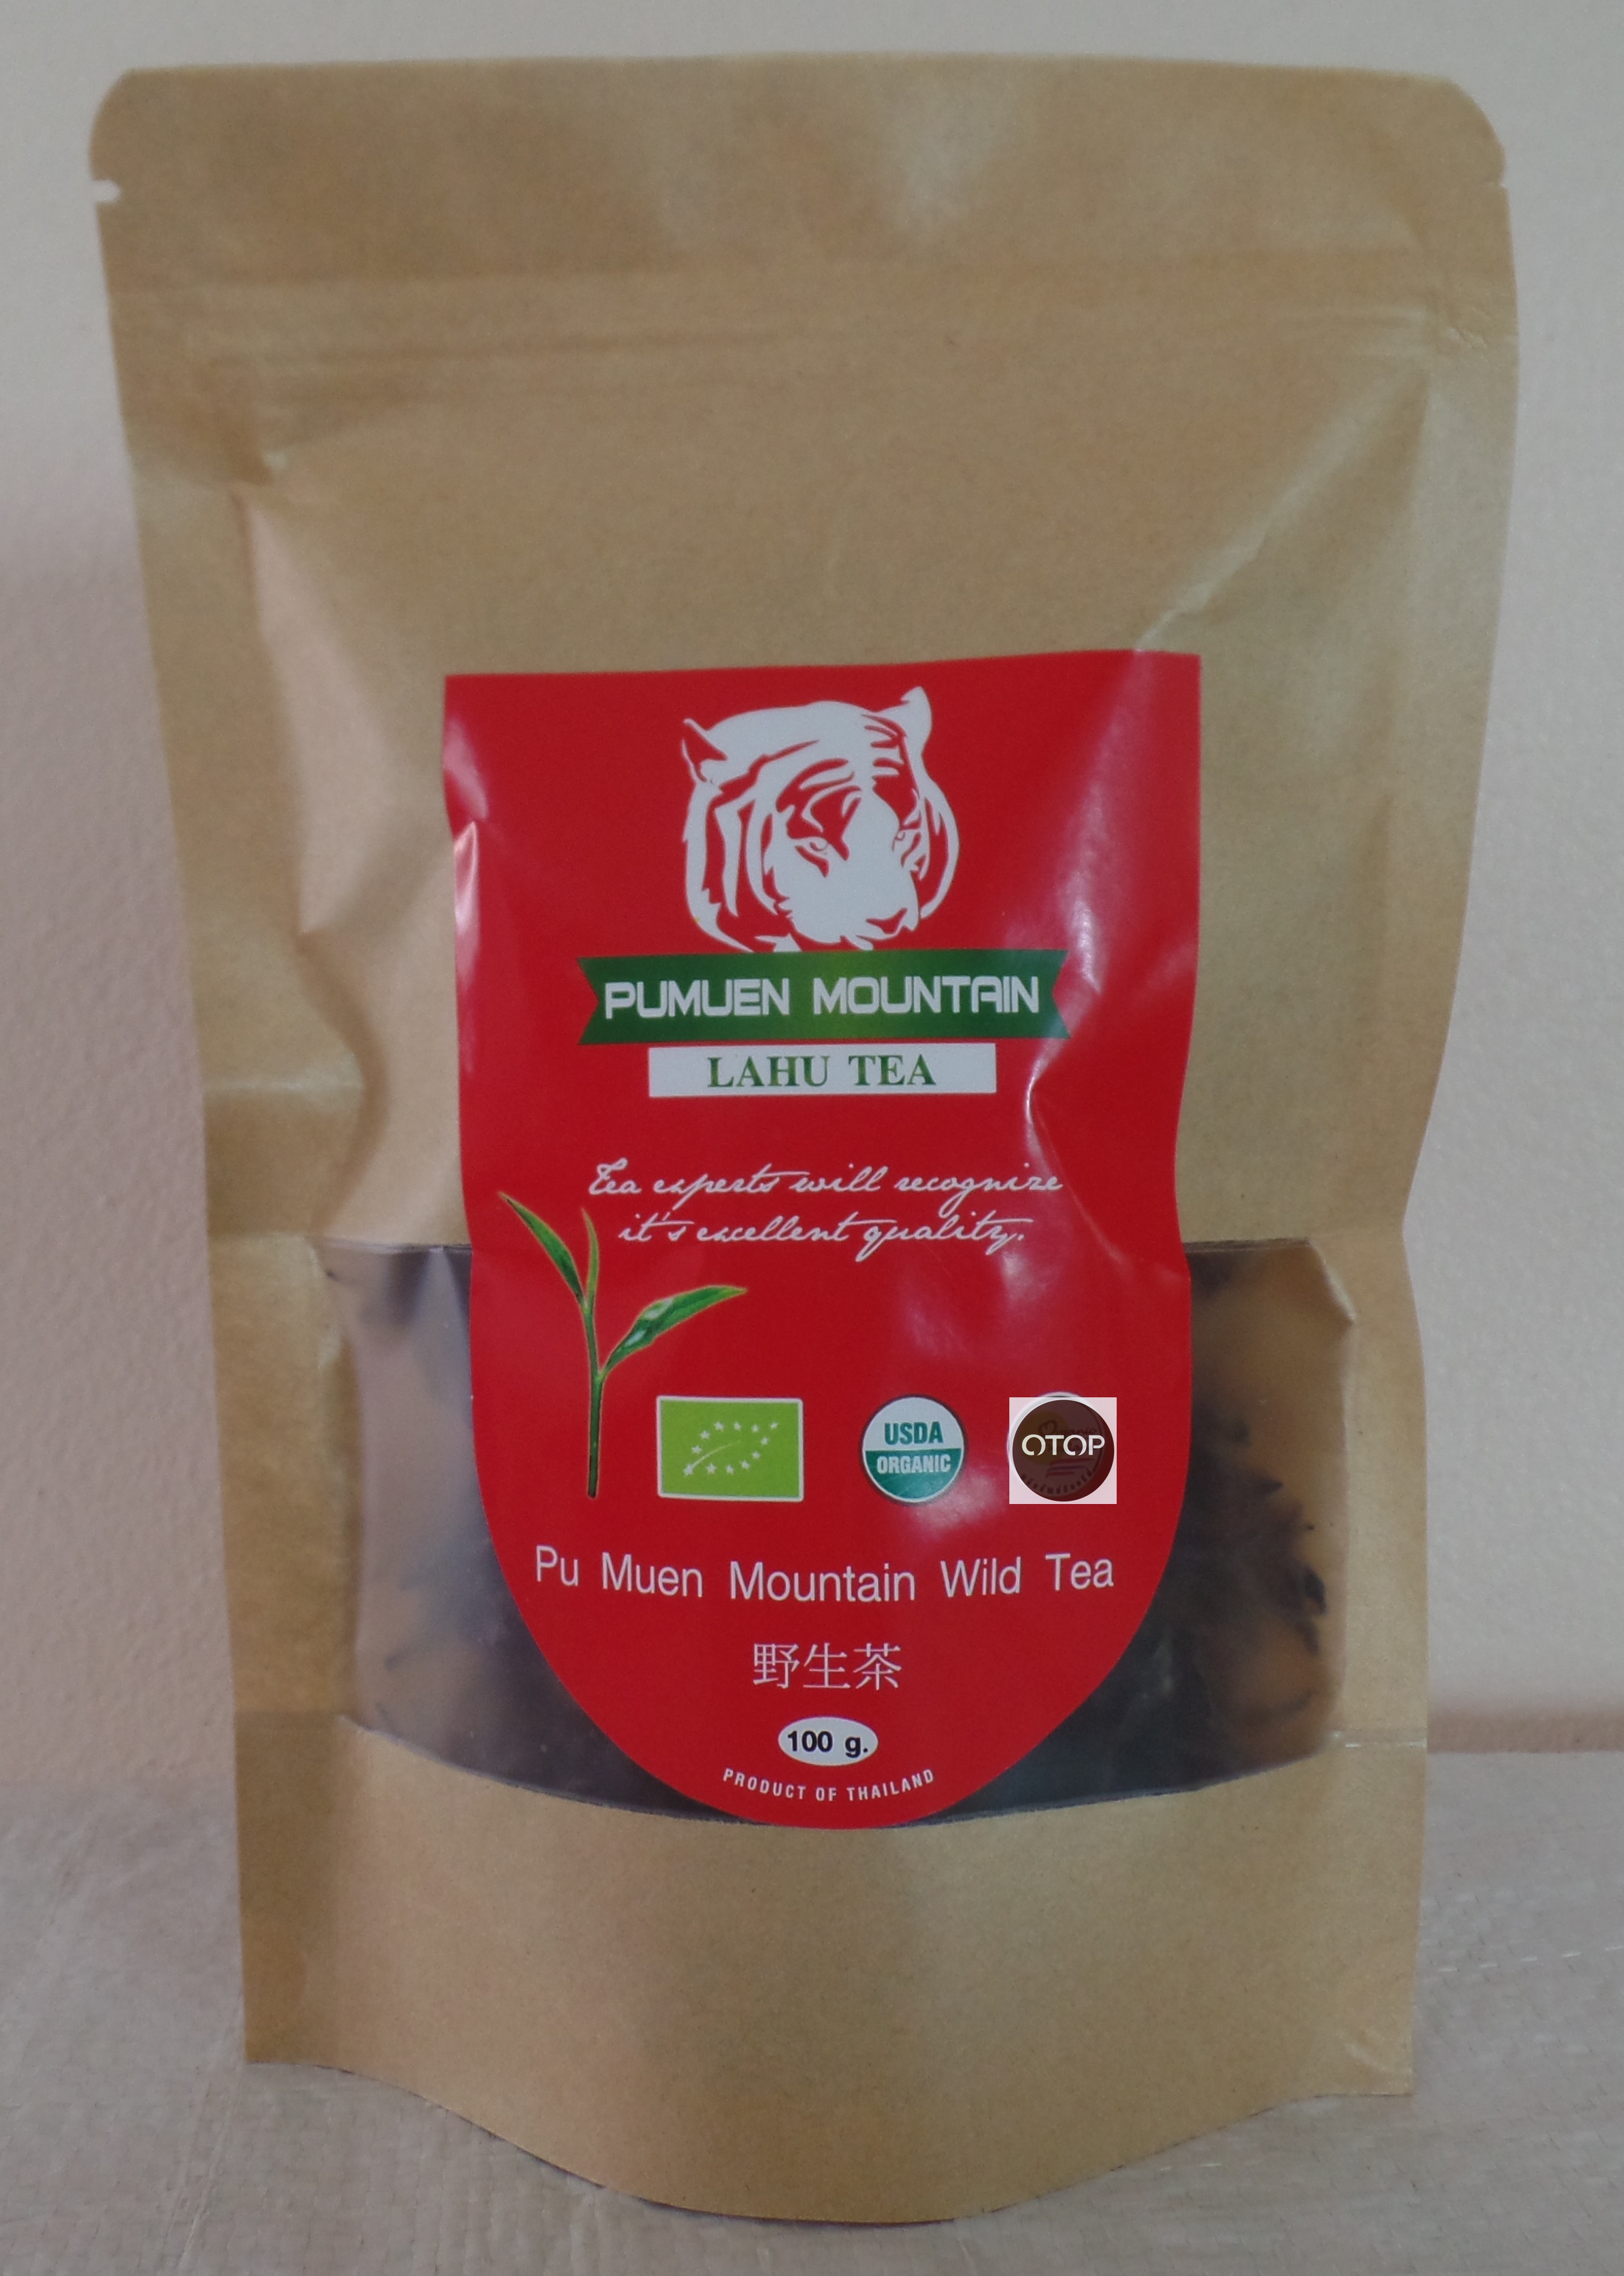 PUMUEN MOUNTAIN
LAHU TEA
Tea experts will recognize
it's excellent quality.
USDA
ORGANIC
OTOP
Pu Muen Mountain Wild Tea
野生茶
100 g.
PRODUCT OF THAILAND